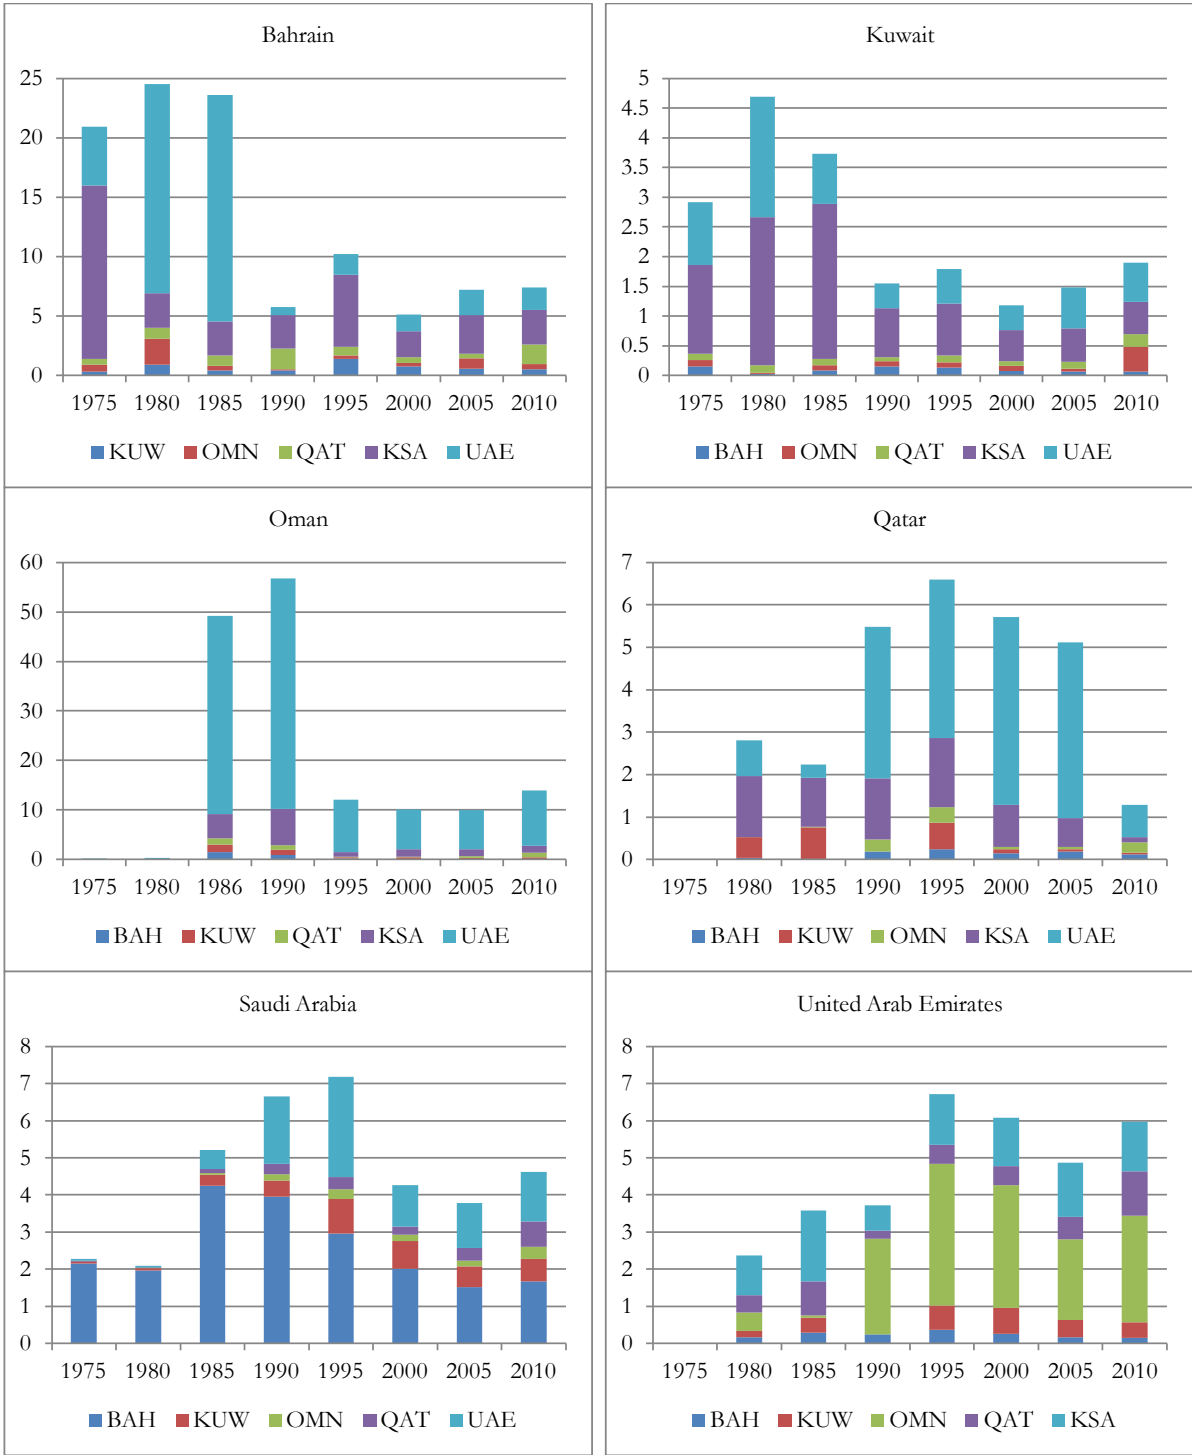 Bahrain
25
20
15
10
5
0
1975 1980 1985 1990 1995 2000 2005 2010
KUW OMN QAT KSA UAE
Kuwait
5
4.5
4
3.5
3
2.5
2
1.5
1
0.5
0
1975 1980 1985 1990 1995 2000 2005 2010
BAH OMN QAT KSA UAE
Oman
60
50
40
30
20
10
0
1975 1980 1986 1990 1995 2000 2005 2010
BAH KUW QAT KSA UAE
Qatar
7
6
5
4
3
2
1
0
1975 1980 1985 1990 1995 2000 2005 2010
BAH KUW OMN KSA UAE
Saudi Arabia
8
7
6
5
4
3
2
1
0
1975 1980 1985 1990 1995 2000 2005 2010
BAH KUW OMN QAT UAE
United Arab Emirates
8
7
6
5
4
3
2
1
0
1975 1980 1985 1990 1995 2000 2005 2010
BAH KUW OMN QAT KSA